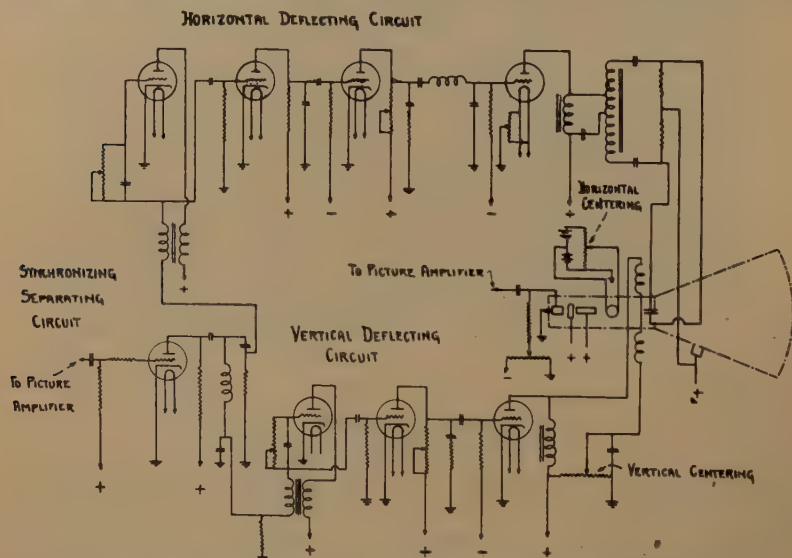 HORIZONTAL DEFLECTING CIRCUIT
+
-
+
-
+
HORIZONTAL
CENTERING
TO PICTURE AMPLIFIER
+
SYNCHRONIZING
SEPARATING
CIRCUIT
VERTICAL DEFLECTING
CIRCUIT
-
+ +
+
TO PICTURE
AMPLIFIER
VERTICAL CENTERING
+
+
+
+
-
+